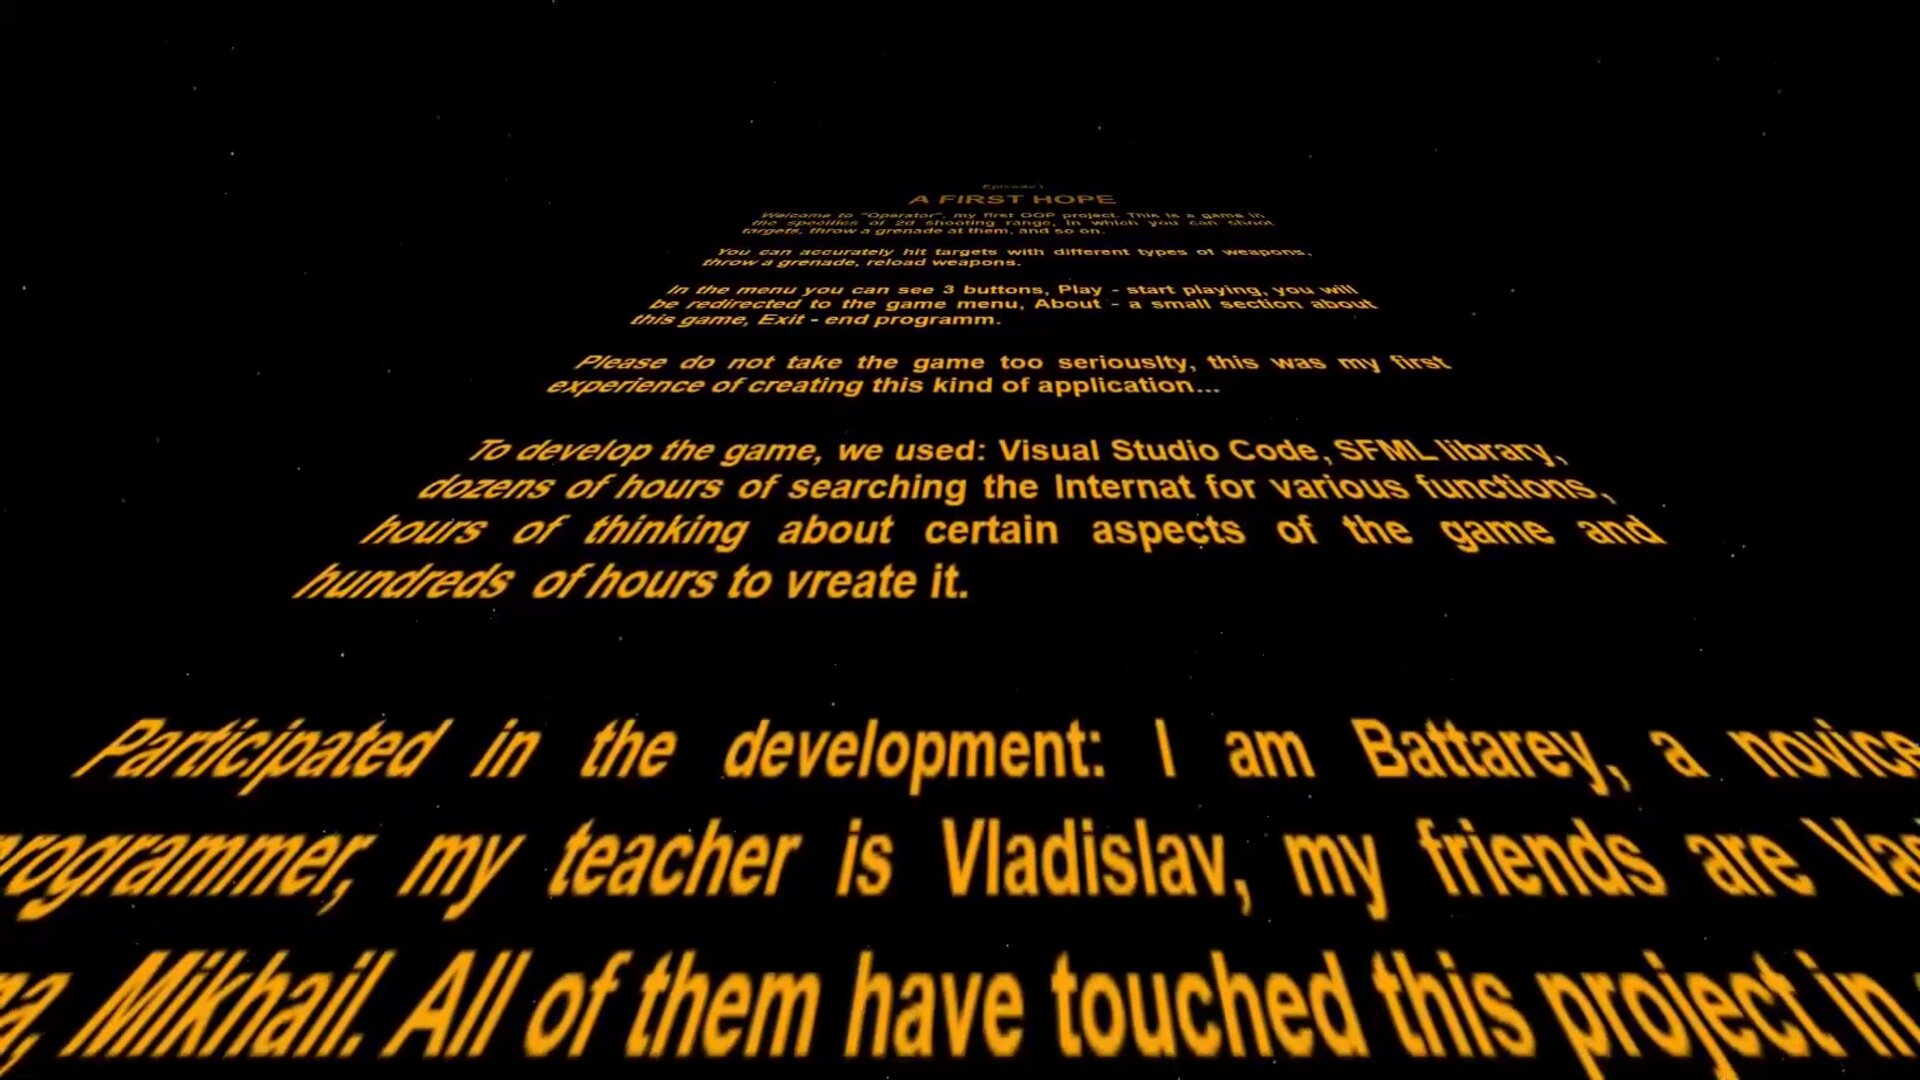 A FIRST HOPE
Welcome to "Operator", my first OOP project. This is a game in
the specifics of 2d shooting range, in which you can shoot
targets, throw a grenade at them, and so on.
You can accurately hit targets with different types of weapons,
throw a grenade, reload weapons.
In the menu you can see 3 buttons, Play - start playing, you will
be redirected to the game menu, About - a small section about
this game, Exit - end programm.
Please do not take the game too seriouslty, this was my first
experience of creating this kind of application...
To develop the game, we used: Visual Studio Code, SFML library,
dozens of hours of searching the Internat for various functions,
hours of thinking about certain aspects of the game and
hundreds of hours to vreate it.
Participated in the development: I am Battarey, a novice
rogrammer, my teacher is Vladislav, my friends are Vas
Mikhail. All of them have touched this project in